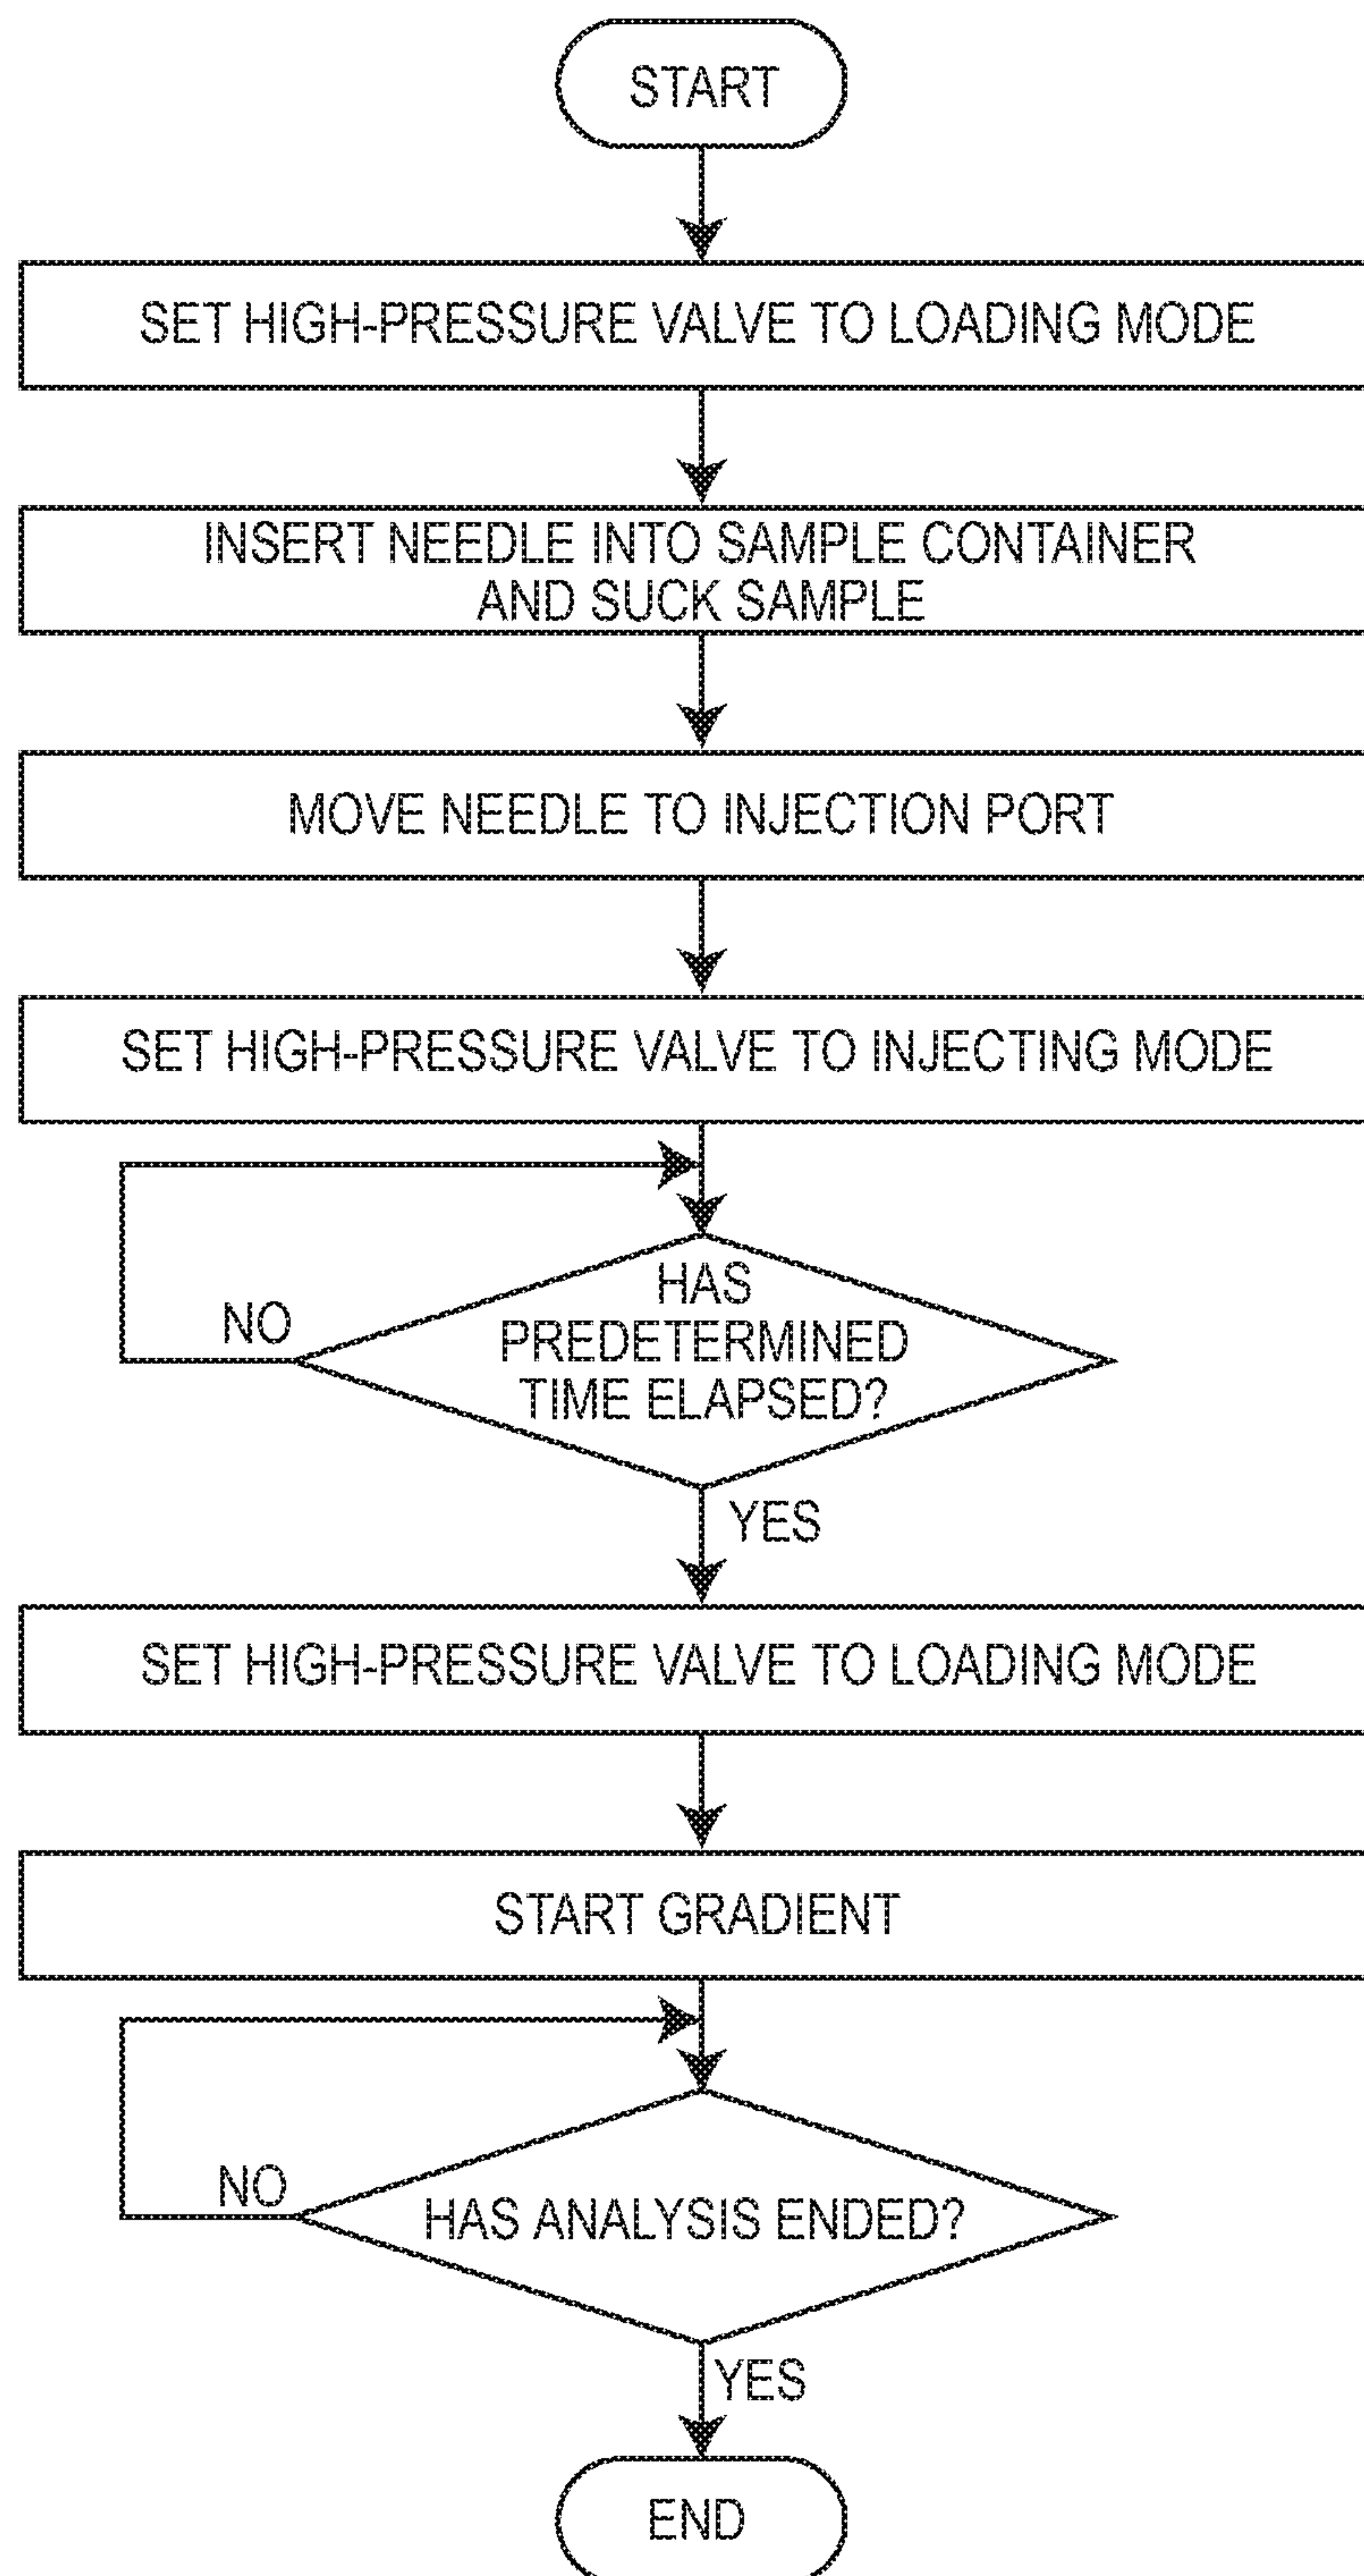 START
SET HIGH-PRESSURE VALVE TO LOADING MODE
INSERT NEEDLE INTO SAMPLE CONTAINER
AND SUCK SAMPLE
MOVE NEEDLE TO INJECTION PORT
SET HIGH-PRESSURE VALVE TO INJECTING MODE
HAS
PREDETERMINED
TIME ELAPSED?
NO
YES
SET HIGH-PRESSURE VALVE TO LOADING MODE
START GRADIENT
HAS ANALYSIS ENDED?
NO
YES
END